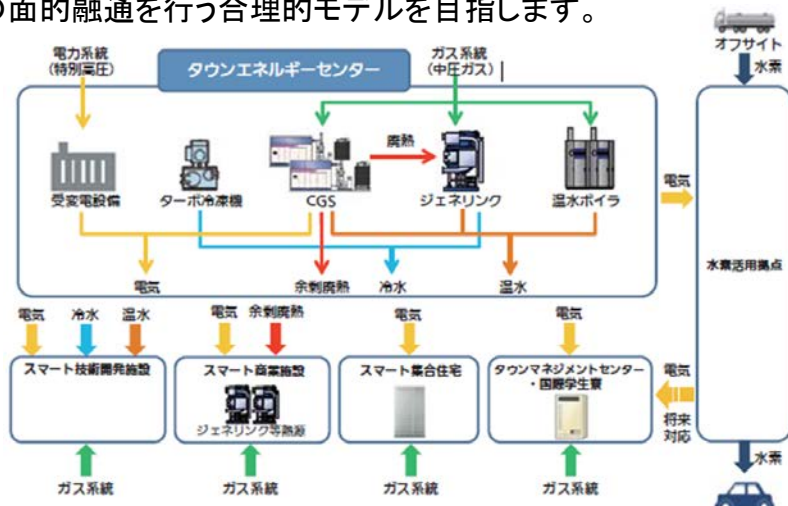 の面的融通を行う合理的モデルを目指します。
オフサイト
水素
電力系統
(特別高圧)
タウンエネルギーセンター
ガス系統
(中圧ガス)
廃熱
受変電設備
ターボ冷凍機
CGS
ジェネリンク
温水ボイラ
電気
水素活用拠点
電気
余剰廃熱
冷水
温水
電気
冷水
温水
電気
余剰廃熱
電気
電気
スマート技術開発施設
スマート商業施設
ジェネリンク等熱源
スマート集合住宅
タウンマネジメントセンター
・国際学生寮
電気
将来
対応
ガス系統
ガス系統
ガス系統
ガス系統
水素